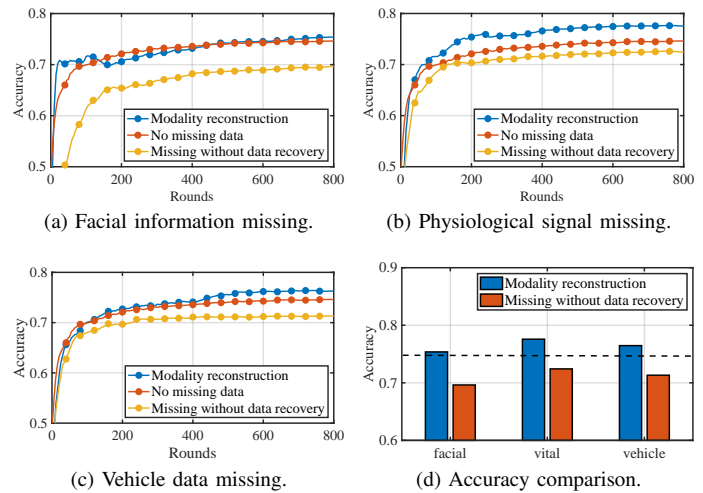 0.8
0.7
0.6
0.5
Accuracy
Modality reconstruction
No missing data
Missing without data recovery
0 200 400 600 800
Rounds
(a) Facial information missing.
0.8
0.7
0.6
0.5
Accuracy
Modality reconstruction
No missing data
Missing without data recovery
0 200 400 600 800
Rounds
(b) Physiological signal missing.
0.8
0.7
0.6
0.5
Accuracy
Modality reconstruction
No missing data
Missing without data recovery
0 200 400 600 800
Rounds
(c) Vehicle data missing.
0.9
0.8
0.7
0.6
Accuracy
Modality reconstruction
Missing without data recovery
facial vital vehicle
(d) Accuracy comparison.